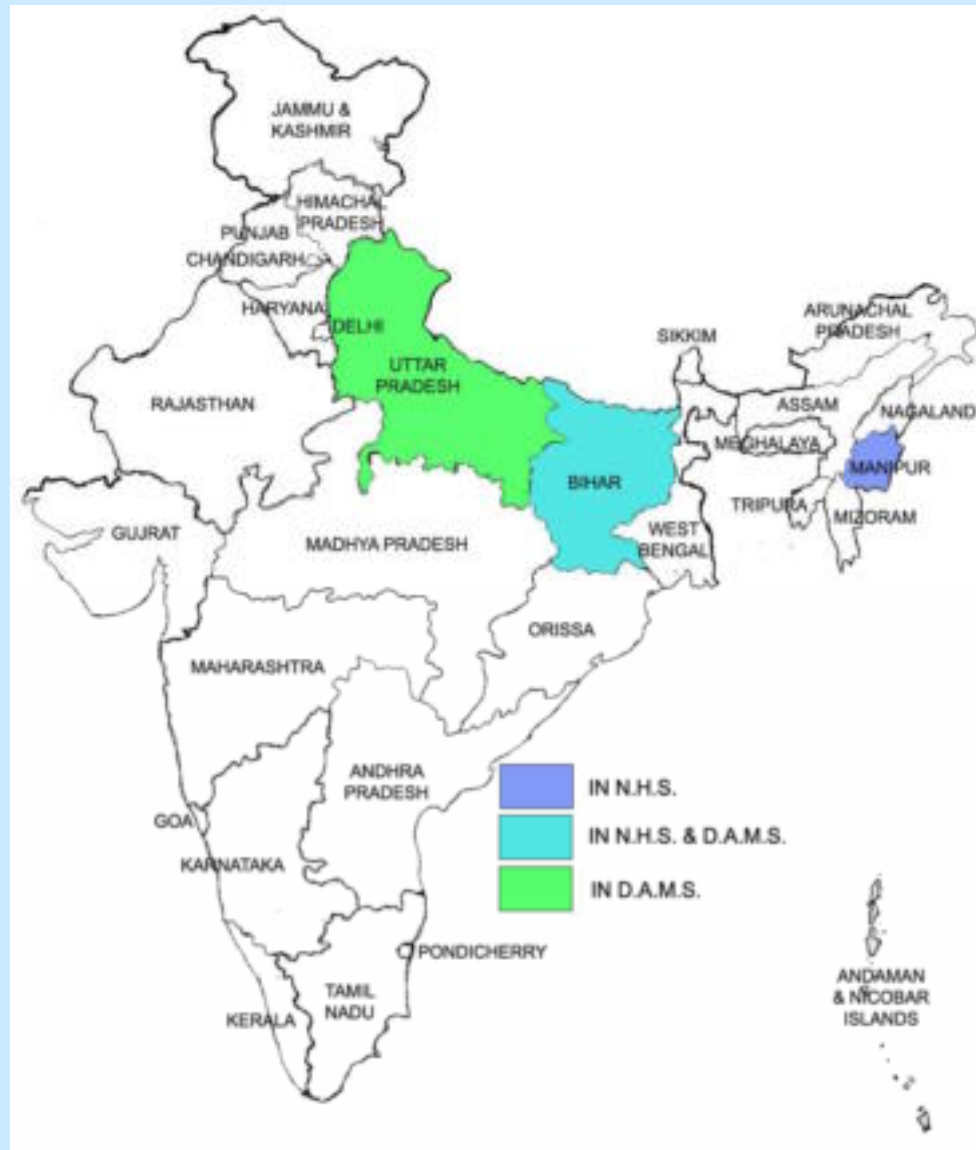 JAMMU &
KASHMIR
HIMACHAL
PRADESH
PUNJAB
CHANDIGARH
HARYANA
DELHI
UTTAR
PRADESH
RAJASTHAN
SIKKIM
ARUNACHAL
PRADESH
ASSAM
NAGALAND
MEGHALAYA
MANIPUR
BIHAR
TRIPURA
MIZORAM
GUJRAT
MADHYA PRADESH
WEST
BENGAL
ORISSA
MAHARASHTRA
ANDHRA
PRADESH
GOA
KARNATAKA
IN N.H.S.
IN N.H.S. & D.A.M.S.
IN D.A.M.S.
PONDICHERRY
TAMIL
NADU
KERALA
ANDAMAN
& NICOBAR
ISLANDS